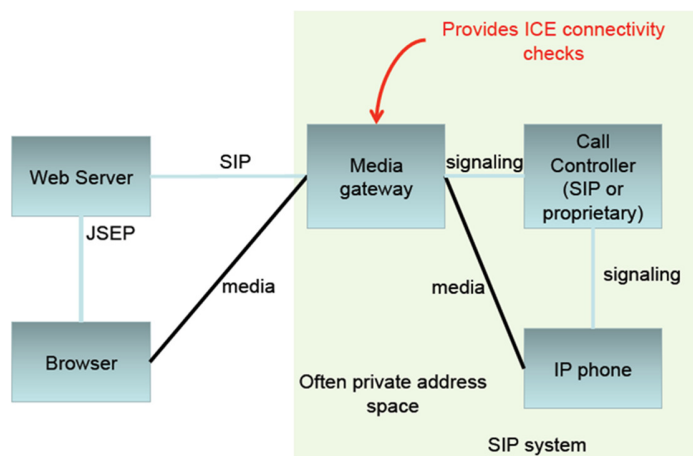 Provides ICE connectivity
checks
Web Server
SIP
Media
gateway
signaling
Call
Controller
(SIP or
proprietary)
JSEP
media
media
signaling
Browser
Often private address
space
IP phone
SIP system